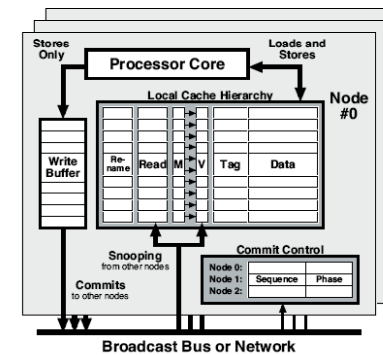 Stores
Only
Processor Core
Loads and
Stores
Local Cache Hierarchy
Node
#0
Write
Buffer
Re-
name
Read
M
V
Tag
Data
Snooping
from other nodes
Commits
to other nodes
Commit Control
Node 0:
Node 1:
Sequence
Phase
Node 2:
Broadcast Bus or Network